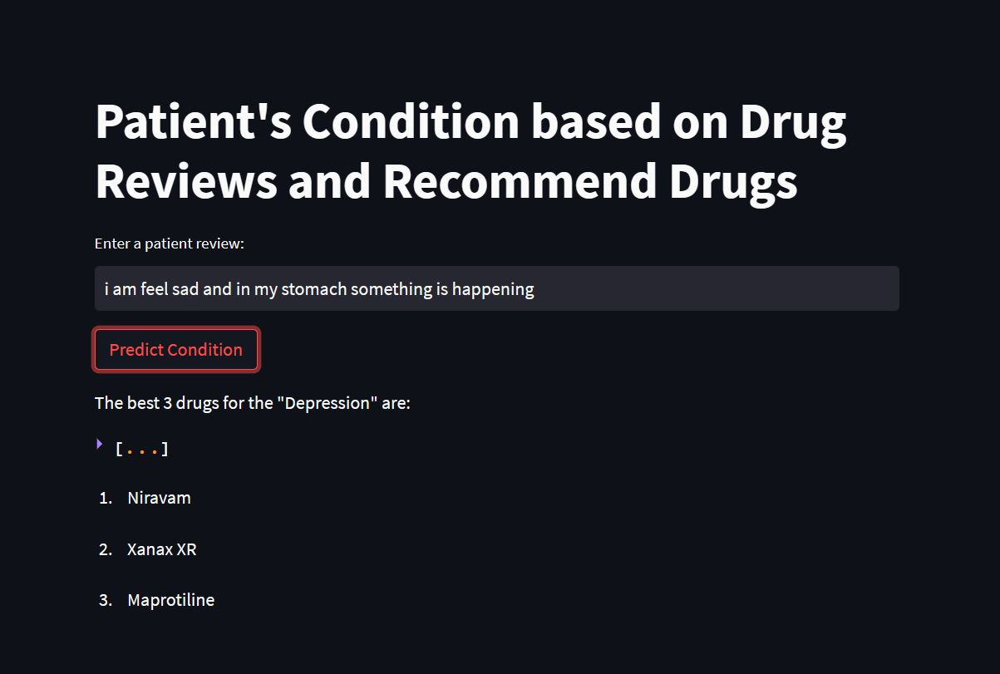 Patient's Condition based on Drug
Reviews and Recommend Drugs
Enter a patient review:
i am feel sad and in my stomach something is happening
Predict Condition
The best 3 drugs for the "Depression" are:
[...]
1. Niravam
2. Xanax XR
3. Maprotiline